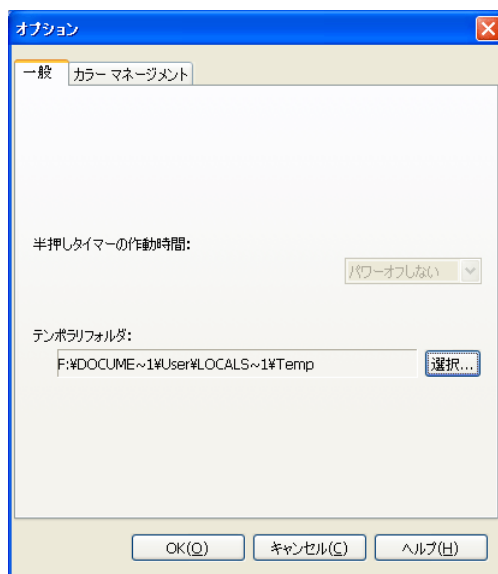 オプション
一般 カラー マネージメント
半押しタイマーの作動時間:
パワーオフしない
テンポラリフォルダ:
F:¥DOCUME~1¥User¥LOCALS~1¥Temp 選択...
OK(O) キャンセル(C) ヘルプ(H)